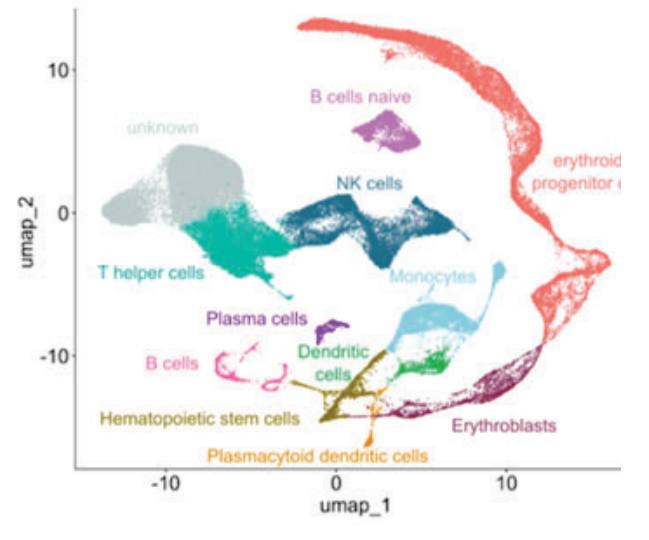 10
B cells naive
unknown
erythroid
progenitor c
NK cells
umap_2
0
T helper cells
Monocytes
Plasma cells
Dendritic
cells
-10
B cells
Hematopoietic stem cells
Erythroblasts
Plasmacytoid dendritic cells
-10
0
10
umap_1